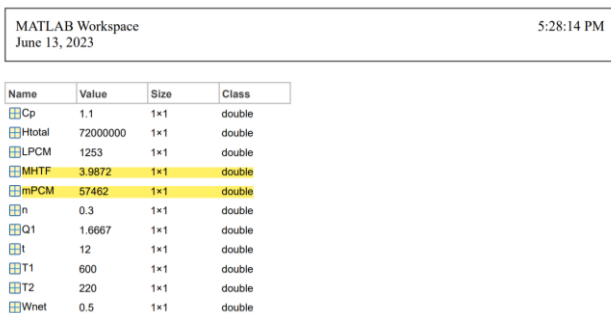 MATLAB Workspace 5:28:14 PM
June 13, 2023
Name Value Size Class
Cp 1.1 1×1 double
Htotal 72000000 1×1 double
LPCM 1253 1×1 double
MHTF 3.9872 1×1 double
mPCM 57462 1×1 double
n 0.3 1×1 double
Q1 1.6667 1×1 double
t 12 1×1 double
T1 600 1×1 double
T2 220 1×1 double
Wnet 0.5 1×1 double